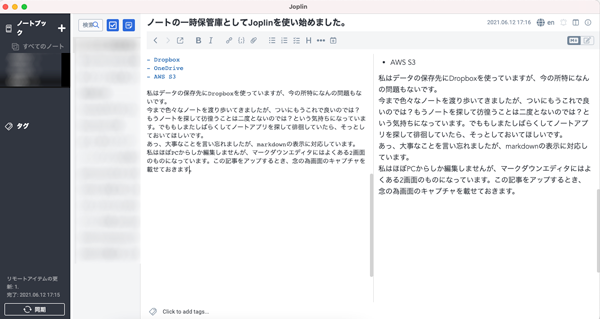 Joplin
ノートブック
すべてのノート
タグ
リモートアイテムの更新: 1.
完了: 2021.06.12 17:15
同期
検索
ノートの一時保管庫としてJoplinを使い始めました。
2021.06.12 17:16
en
- Dropbox
- OneDrive
- AWS S3
私はデータの保存先にDropboxを使っていますが、今の所特になんの問題もな
いです。
今まで色々なノートを渡り歩いてきましたが、ついにもうこれで良いのでは？
もうノートを探して彷徨うことは二度とないのでは？という気持ちになってい
ます。でももしまたしばらくしてノートアプリを探して徘徊していたら、そっとし
ておいてほしいです。
あっ、大事なことを言い忘れましたが、markdownの表示に対応しています。
私はほぼPCからしか編集しませんが、マークダウンエディタにはよくある2画面
のものになっています。この記事をアップするとき、念の為画面のキャプチャを
載せておきます。
Click to add tags...
• AWS S3
私はデータの保存先にDropboxを使っていますが、今の所特になん
の問題もないです。
今まで色々なノートを渡り歩いてきましたが、ついにもうこれで良
いのでは？もうノートを探して彷徨うことは二度とないのでは？と
いう気持ちになっています。でももしまたしばらくしてノートアプ
リを探して徘徊していたら、そっとしておいてほしいです。
あっ、大事なことを言い忘れましたが、markdownの表示に対応し
ています。
私はほぼPCからしか編集しませんが、マークダウンエディタにはよ
くある2画面のものになっています。この記事をアップするとき、
念の為画面のキャプチャを載せておきます。